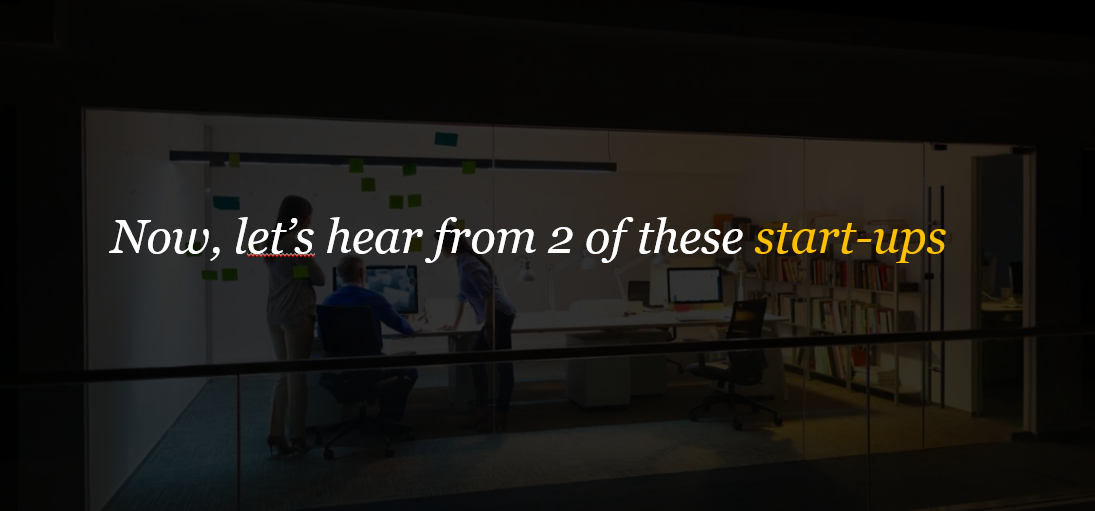 Now, let’s hear from 2 of these start-ups